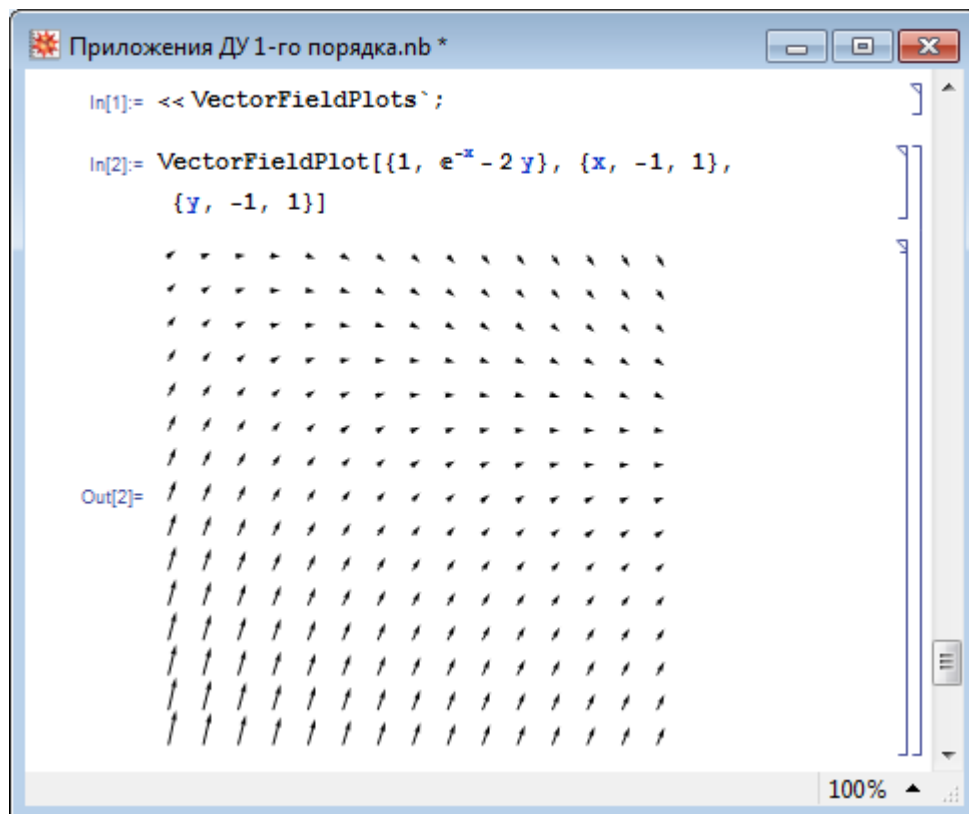 Приложения ДУ 1-го порядка.nb *
In[1]:= << VectorFieldPlots`;
In[2]:= VectorFieldPlot[{1, ⅇ^-x - 2 y}, {x, -1, 1},
{y, -1, 1}]
Out[2]=
100%